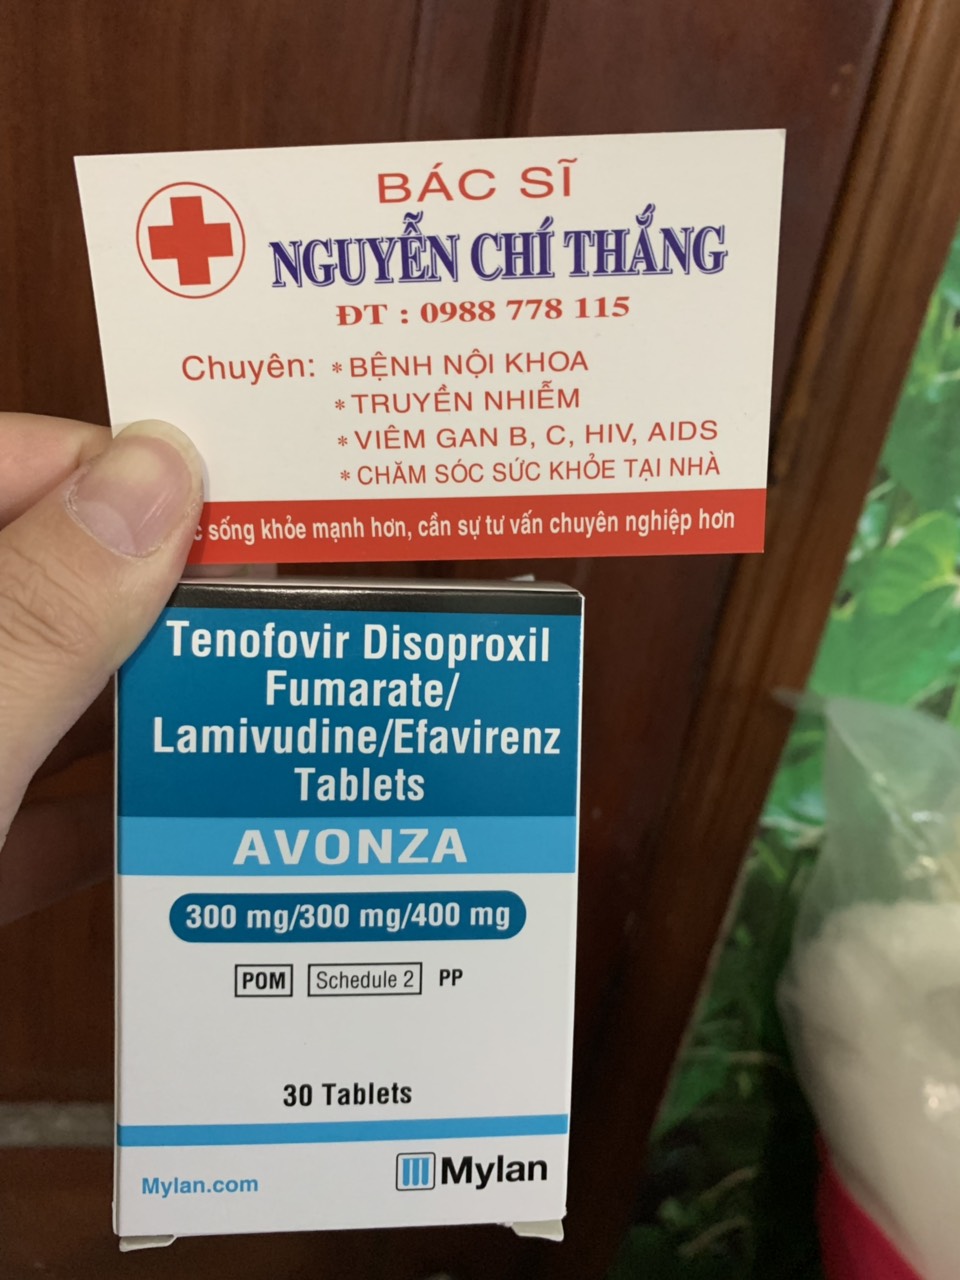 BÁC SĨ
NGUYỄN CHÍ THẮNG
ĐT : 0988 778 115
Chuyên: * BỆNH NỘI KHOA
* TRUYỀN NHIỄM
* VIÊM GAN B, C, HIV, AIDS
* CHĂM SÓC SỨC KHỎE TẠI NHÀ
sống khỏe mạnh hơn, cần sự tư vấn chuyên nghiệp hơn
Tenofovir Disoproxil
Fumarate/
Lamivudine/Efavirenz
Tablets
AVONZA
300 mg/300 mg/400 mg
POM Schedule 2 PP
30 Tablets
Mylan.com
Mylan